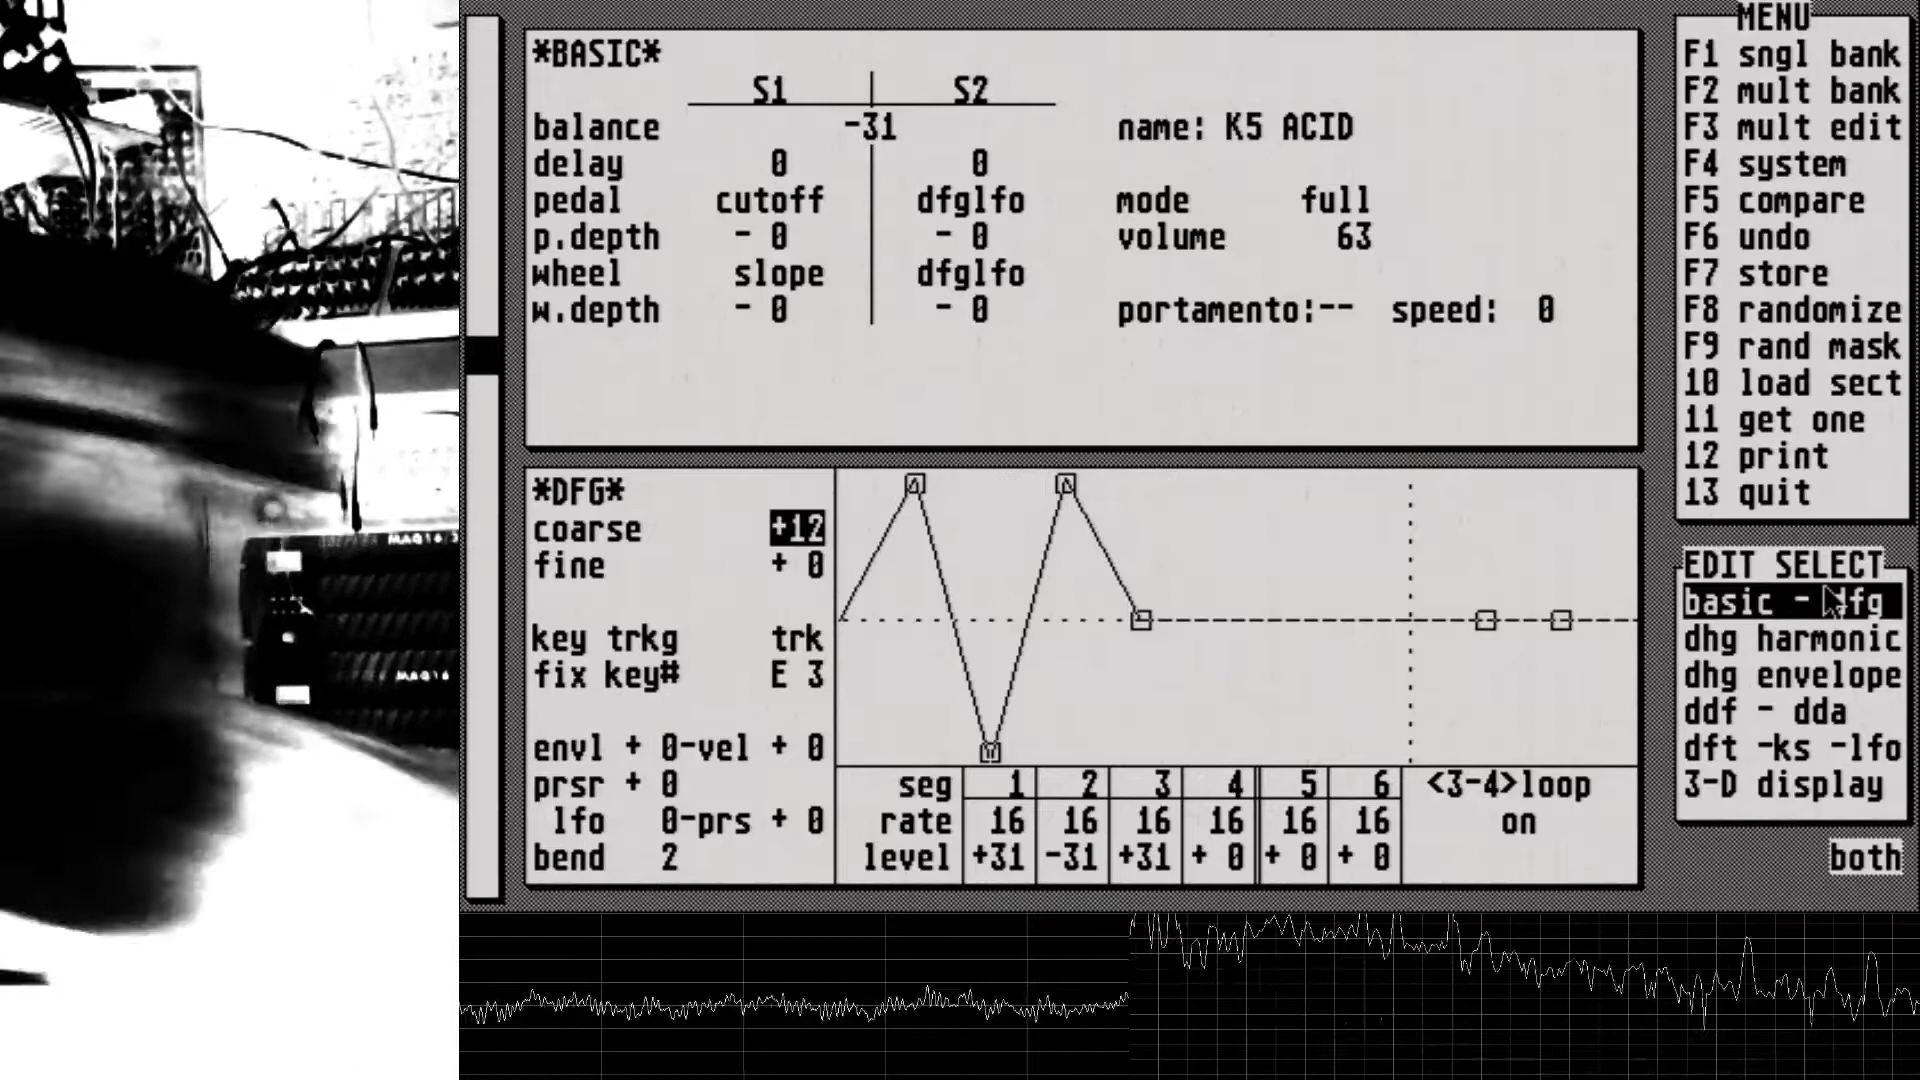 *BASIC*
S1 S2
balance -31 name: K5 ACID
delay 0 0
pedal cutoff dfglfo mode full
p.depth - 0 - 0 volume 63
wheel slope dfglfo
w.depth - 0 - 0 portamento:-- speed: 0
*DFG*
coarse +12
fine + 0
key trkg trk
fix key# E 3
envl + 0-vel + 0
prsr + 0
lfo 0-prs + 0
bend 2
seg 1 2 3 4 5 6 <3-4>loop
rate 16 16 16 16 16 16 on
level +31 -31 +31 + 0 + 0 + 0
MENU
F1 sngl bank
F2 mult bank
F3 mult edit
F4 system
F5 compare
F6 undo
F7 store
F8 randomize
F9 rand mask
10 load sect
11 get one
12 print
13 quit
EDIT SELECT
basic - dfg
dhg harmonic
dhg envelope
ddf - dda
dft -ks -lfo
3-D display
both
MAQ16
MAQ16